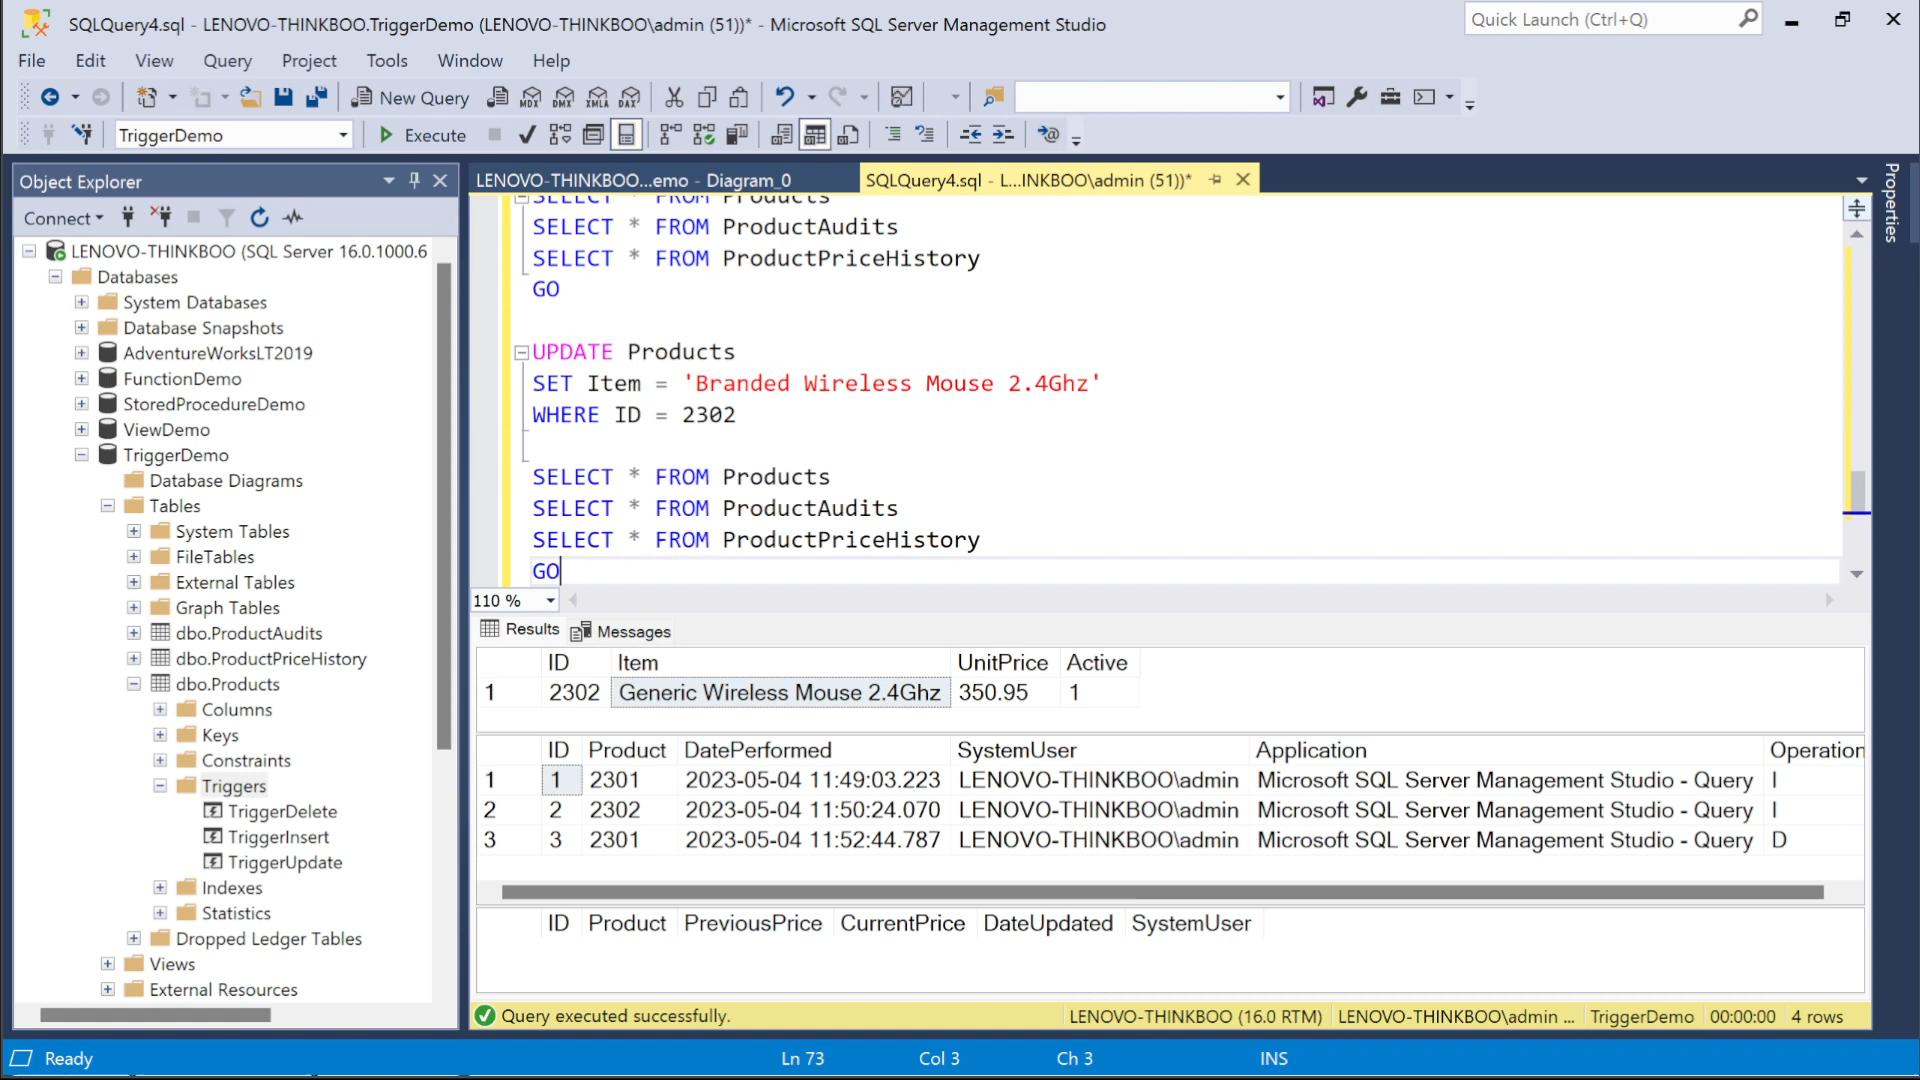 SQLQuery4.sql - LENOVO-THINKBOO.TriggerDemo (LENOVO-THINKBOO\admin (51))* - Microsoft SQL Server Management Studio
Quick Launch (Ctrl+Q)
File Edit View Query Project Tools Window Help
New Query MDX DMX XMLA DAX
TriggerDemo Execute
Object Explorer
Connect
LENOVO-THINKBOO (SQL Server 16.0.1000.6
Databases
System Databases
Database Snapshots
AdventureWorksLT2019
FunctionDemo
StoredProcedureDemo
ViewDemo
TriggerDemo
Database Diagrams
Tables
System Tables
FileTables
External Tables
Graph Tables
dbo.ProductAudits
dbo.ProductPriceHistory
dbo.Products
Columns
Keys
Constraints
Triggers
TriggerDelete
TriggerInsert
TriggerUpdate
Indexes
Statistics
Dropped Ledger Tables
Views
External Resources
LENOVO-THINKBOO...emo - Diagram_0
SQLQuery4.sql - L...INKBOO\admin (51))*
Properties
SELECT * FROM Products
SELECT * FROM ProductAudits
SELECT * FROM ProductPriceHistory
GO
UPDATE Products
SET Item = 'Branded Wireless Mouse 2.4Ghz'
WHERE ID = 2302
SELECT * FROM Products
SELECT * FROM ProductAudits
SELECT * FROM ProductPriceHistory
GO
110 %
Results Messages
ID Item UnitPrice Active
1 2302 Generic Wireless Mouse 2.4Ghz 350.95 1
ID Product DatePerformed SystemUser Application Operation
1 1 2301 2023-05-04 11:49:03.223 LENOVO-THINKBOO\admin Microsoft SQL Server Management Studio - Query I
2 2 2302 2023-05-04 11:50:24.070 LENOVO-THINKBOO\admin Microsoft SQL Server Management Studio - Query I
3 3 2301 2023-05-04 11:52:44.787 LENOVO-THINKBOO\admin Microsoft SQL Server Management Studio - Query D
ID Product PreviousPrice CurrentPrice DateUpdated SystemUser
Query executed successfully. LENOVO-THINKBOO (16.0 RTM) LENOVO-THINKBOO\admin ... TriggerDemo 00:00:00 4 rows
Ready Ln 73 Col 3 Ch 3 INS